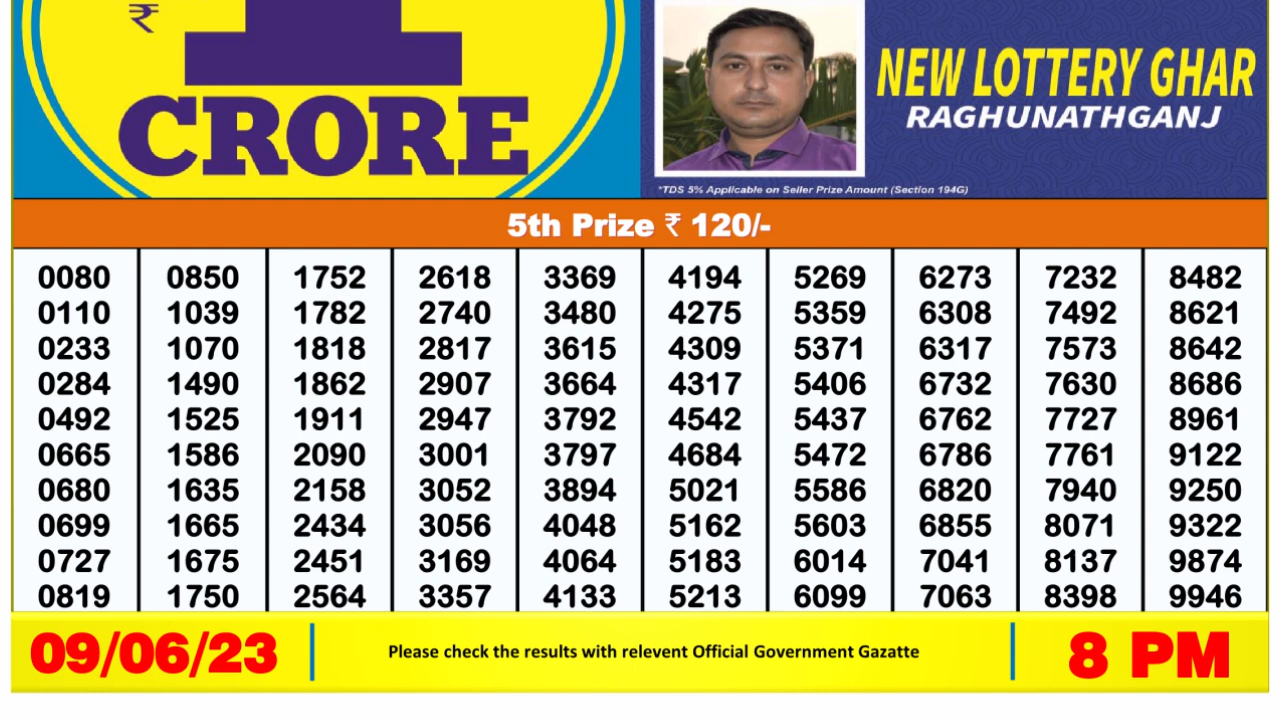 ₹
1
CRORE
NEW LOTTERY GHAR
RAGHUNATHGANJ
*TDS 5% Applicable on Seller Prize Amount (Section 194G)
5th Prize ₹ 120/-
0080 0850 1752 2618 3369 4194 5269 6273 7232 8482
0110 1039 1782 2740 3480 4275 5359 6308 7492 8621
0233 1070 1818 2817 3615 4309 5371 6317 7573 8642
0284 1490 1862 2907 3664 4317 5406 6732 7630 8686
0492 1525 1911 2947 3792 4542 5437 6762 7727 8961
0665 1586 2090 3001 3797 4684 5472 6786 7761 9122
0680 1635 2158 3052 3894 5021 5586 6820 7940 9250
0699 1665 2434 3056 4048 5162 5603 6855 8071 9322
0727 1675 2451 3169 4064 5183 6014 7041 8137 9874
0819 1750 2564 3357 4133 5213 6099 7063 8398 9946
09/06/23
Please check the results with relevent Official Government Gazatte
8 PM